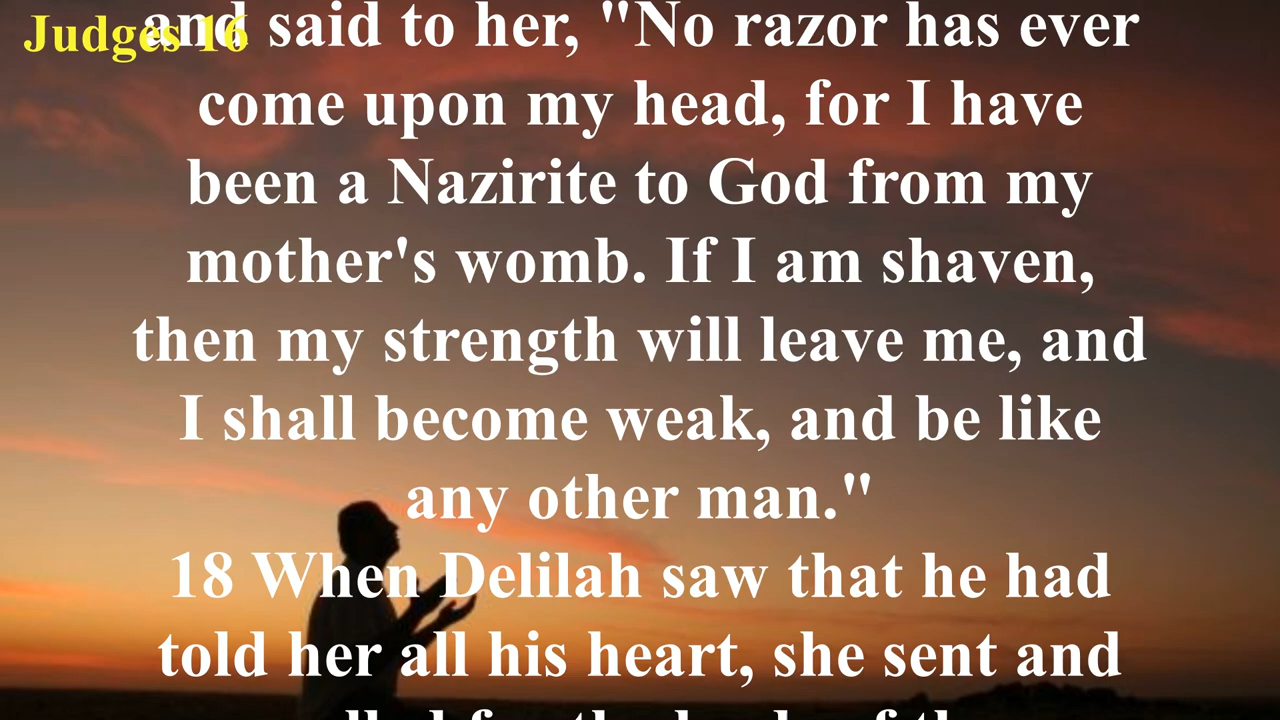 Judges 16
and said to her, "No razor has ever
come upon my head, for I have
been a Nazirite to God from my
mother's womb. If I am shaven,
then my strength will leave me, and
I shall become weak, and be like
any other man."
18 When Delilah saw that he had
told her all his heart, she sent and